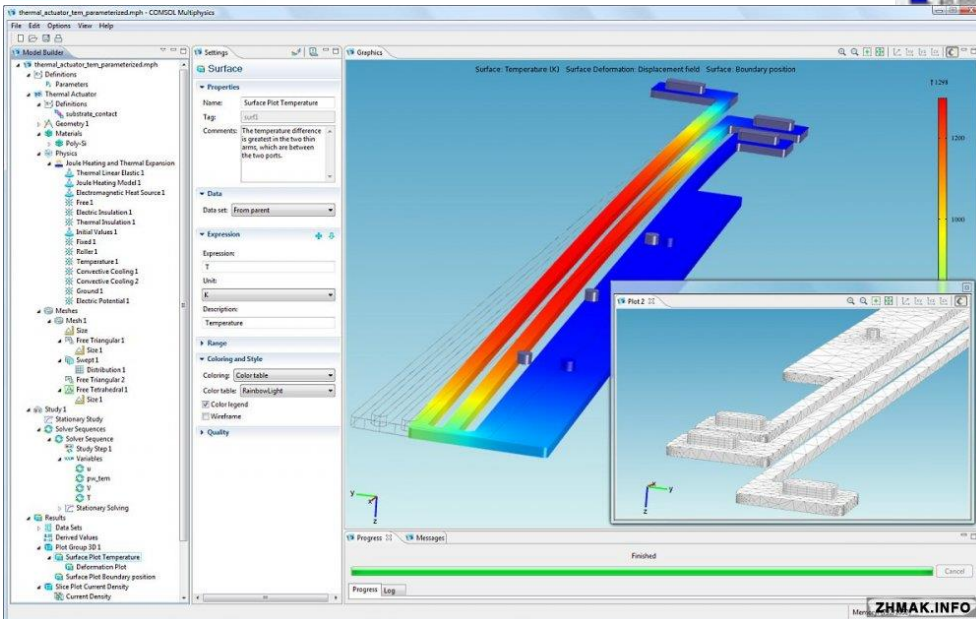 thermal_actuator_tem_parameterized.mph - COMSOL Multiphysics
File Edit Options View Help
Model Builder
thermal_actuator_tem_parameterized.mph
Definitions
Parameters
Thermal Actuator
Definitions
substrate_contact
Geometry 1
Materials
Poly-Si
Physics
Joule Heating and Thermal Expansion
Thermal Linear Elastic 1
Joule Heating Model 1
Electromagnetic Heat Source 1
Free 1
Electric Insulation 1
Thermal Insulation 1
Initial Values 1
Fixed 1
Roller 1
Temperature 1
Convective Cooling 1
Convective Cooling 2
Ground 1
Electric Potential 1
Meshes
Mesh 1
Size
Free Triangular 1
Size 1
Swept 1
Distribution 1
Free Triangular 2
Free Tetrahedral 1
Size 1
Study 1
Stationary Study
Solver Sequences
Solver Sequence
Study Step 1
Variables
u
pw_tem
V
T
Stationary Solving
Results
Data Sets
Derived Values
Plot Group 3D 1
Surface Plot Temperature
Deformation Plot
Surface Plot Boundary position
Slice Plot Current Density
Current Density
Settings
Surface
Properties
Name: Surface Plot Temperature
Tag: surf1
Comments: The temperature difference
is greatest in the two thin
arms, which are between
the two ports.
Data
Data set: From parent
Expression
Expression:
T
Unit:
K
Description:
Temperature
Range
Coloring and Style
Coloring: Color table
Color table: RainbowLight
Color legend
Wireframe
Quality
Graphics
Surface: Temperature (K) Surface Deformation: Displacement field Surface: Boundary position
1299
1200
1000
y
x
z
Plot 2
x
y
z
Progress
Messages
Finished
Cancel
Progress Log
ZHMAK.INFO